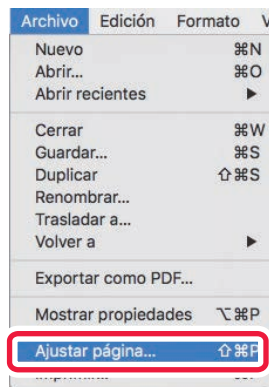 Archivo Edición Formato V
Nuevo ⌘N
Abrir... ⌘O
Abrir recientes ▶
Cerrar ⌘W
Guardar... ⌘S
Duplicar ⇧⌘S
Renombrar...
Trasladar a...
Volver a ▶
Exportar como PDF...
Mostrar propiedades ⌥⌘P
Ajustar página... ⇧⌘P